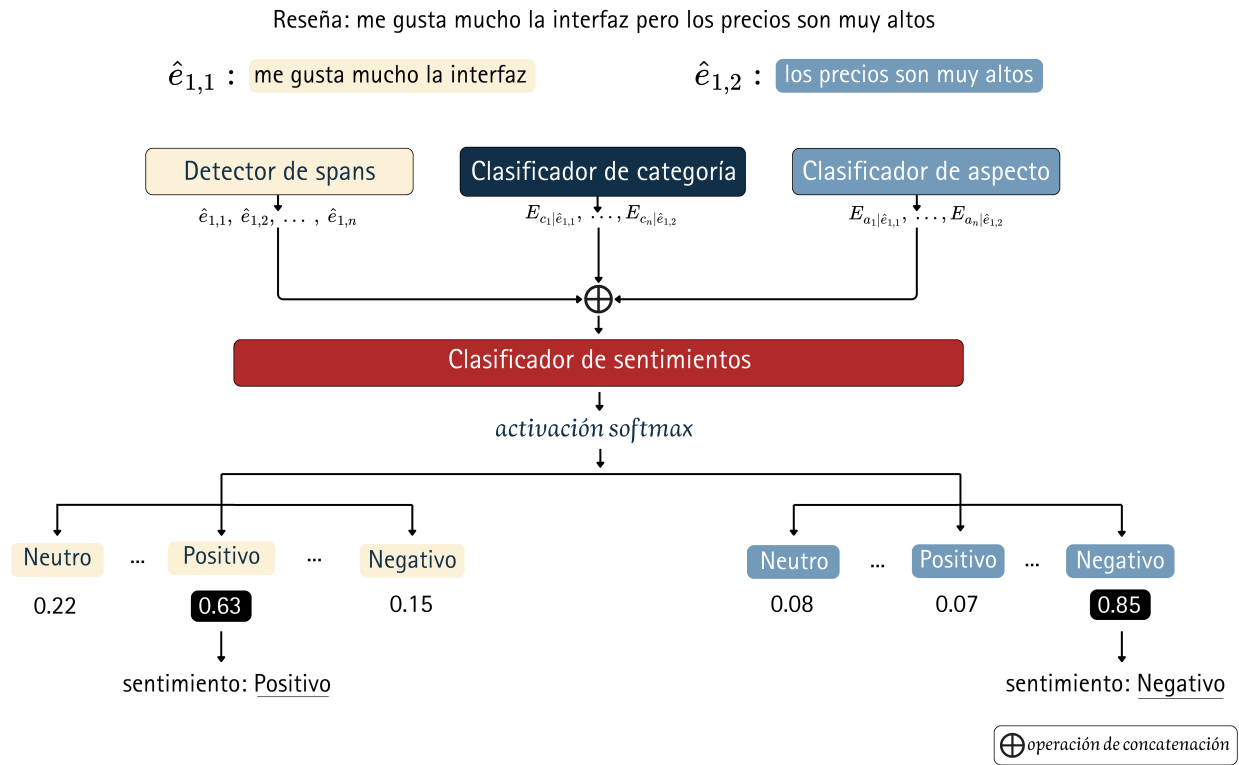 Reseña: me gusta mucho la interfaz pero los precios son muy altos
ê1,1 : me gusta mucho la interfaz
ê1,2 : los precios son muy altos
Detector de spans
Clasificador de categoría
Clasificador de aspecto
ê1,1, ê1,2, ... , ê1,n
Ec1|ê1,1, ..., Ecn|ê1,2
Ea1|ê1,1, ..., Ean|ê1,2
⊕
Clasificador de sentimientos
activación softmax
Neutro ... Positivo ... Negativo
0.22 0.63 0.15
sentimiento: Positivo
Neutro ... Positivo ... Negativo
0.08 0.07 0.85
sentimiento: Negativo
⊕ operación de concatenación